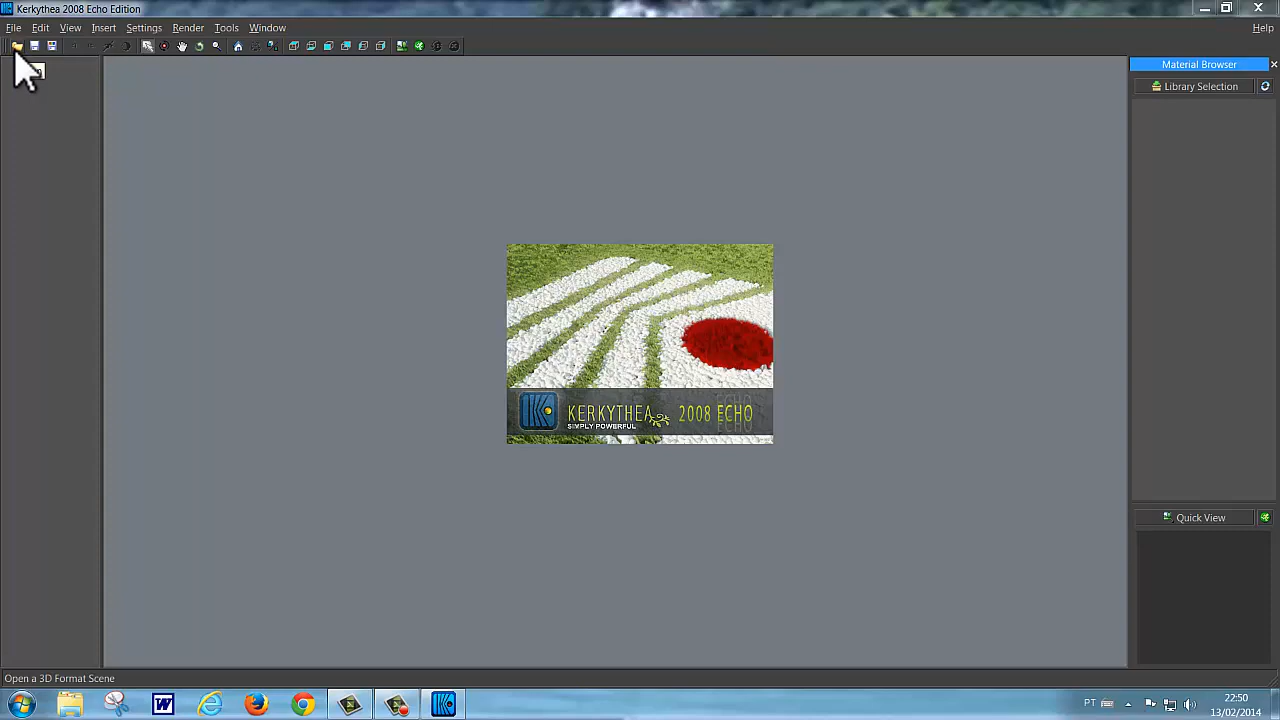 Kerkythea 2008 Echo Edition
File Edit View Insert Settings Render Tools Window Help
Material Browser
Library Selection
KERKYTHEA 2008 ECHO
SIMPLY POWERFUL
Quick View
Open a 3D Format Scene
PT 22:50
13/02/2014